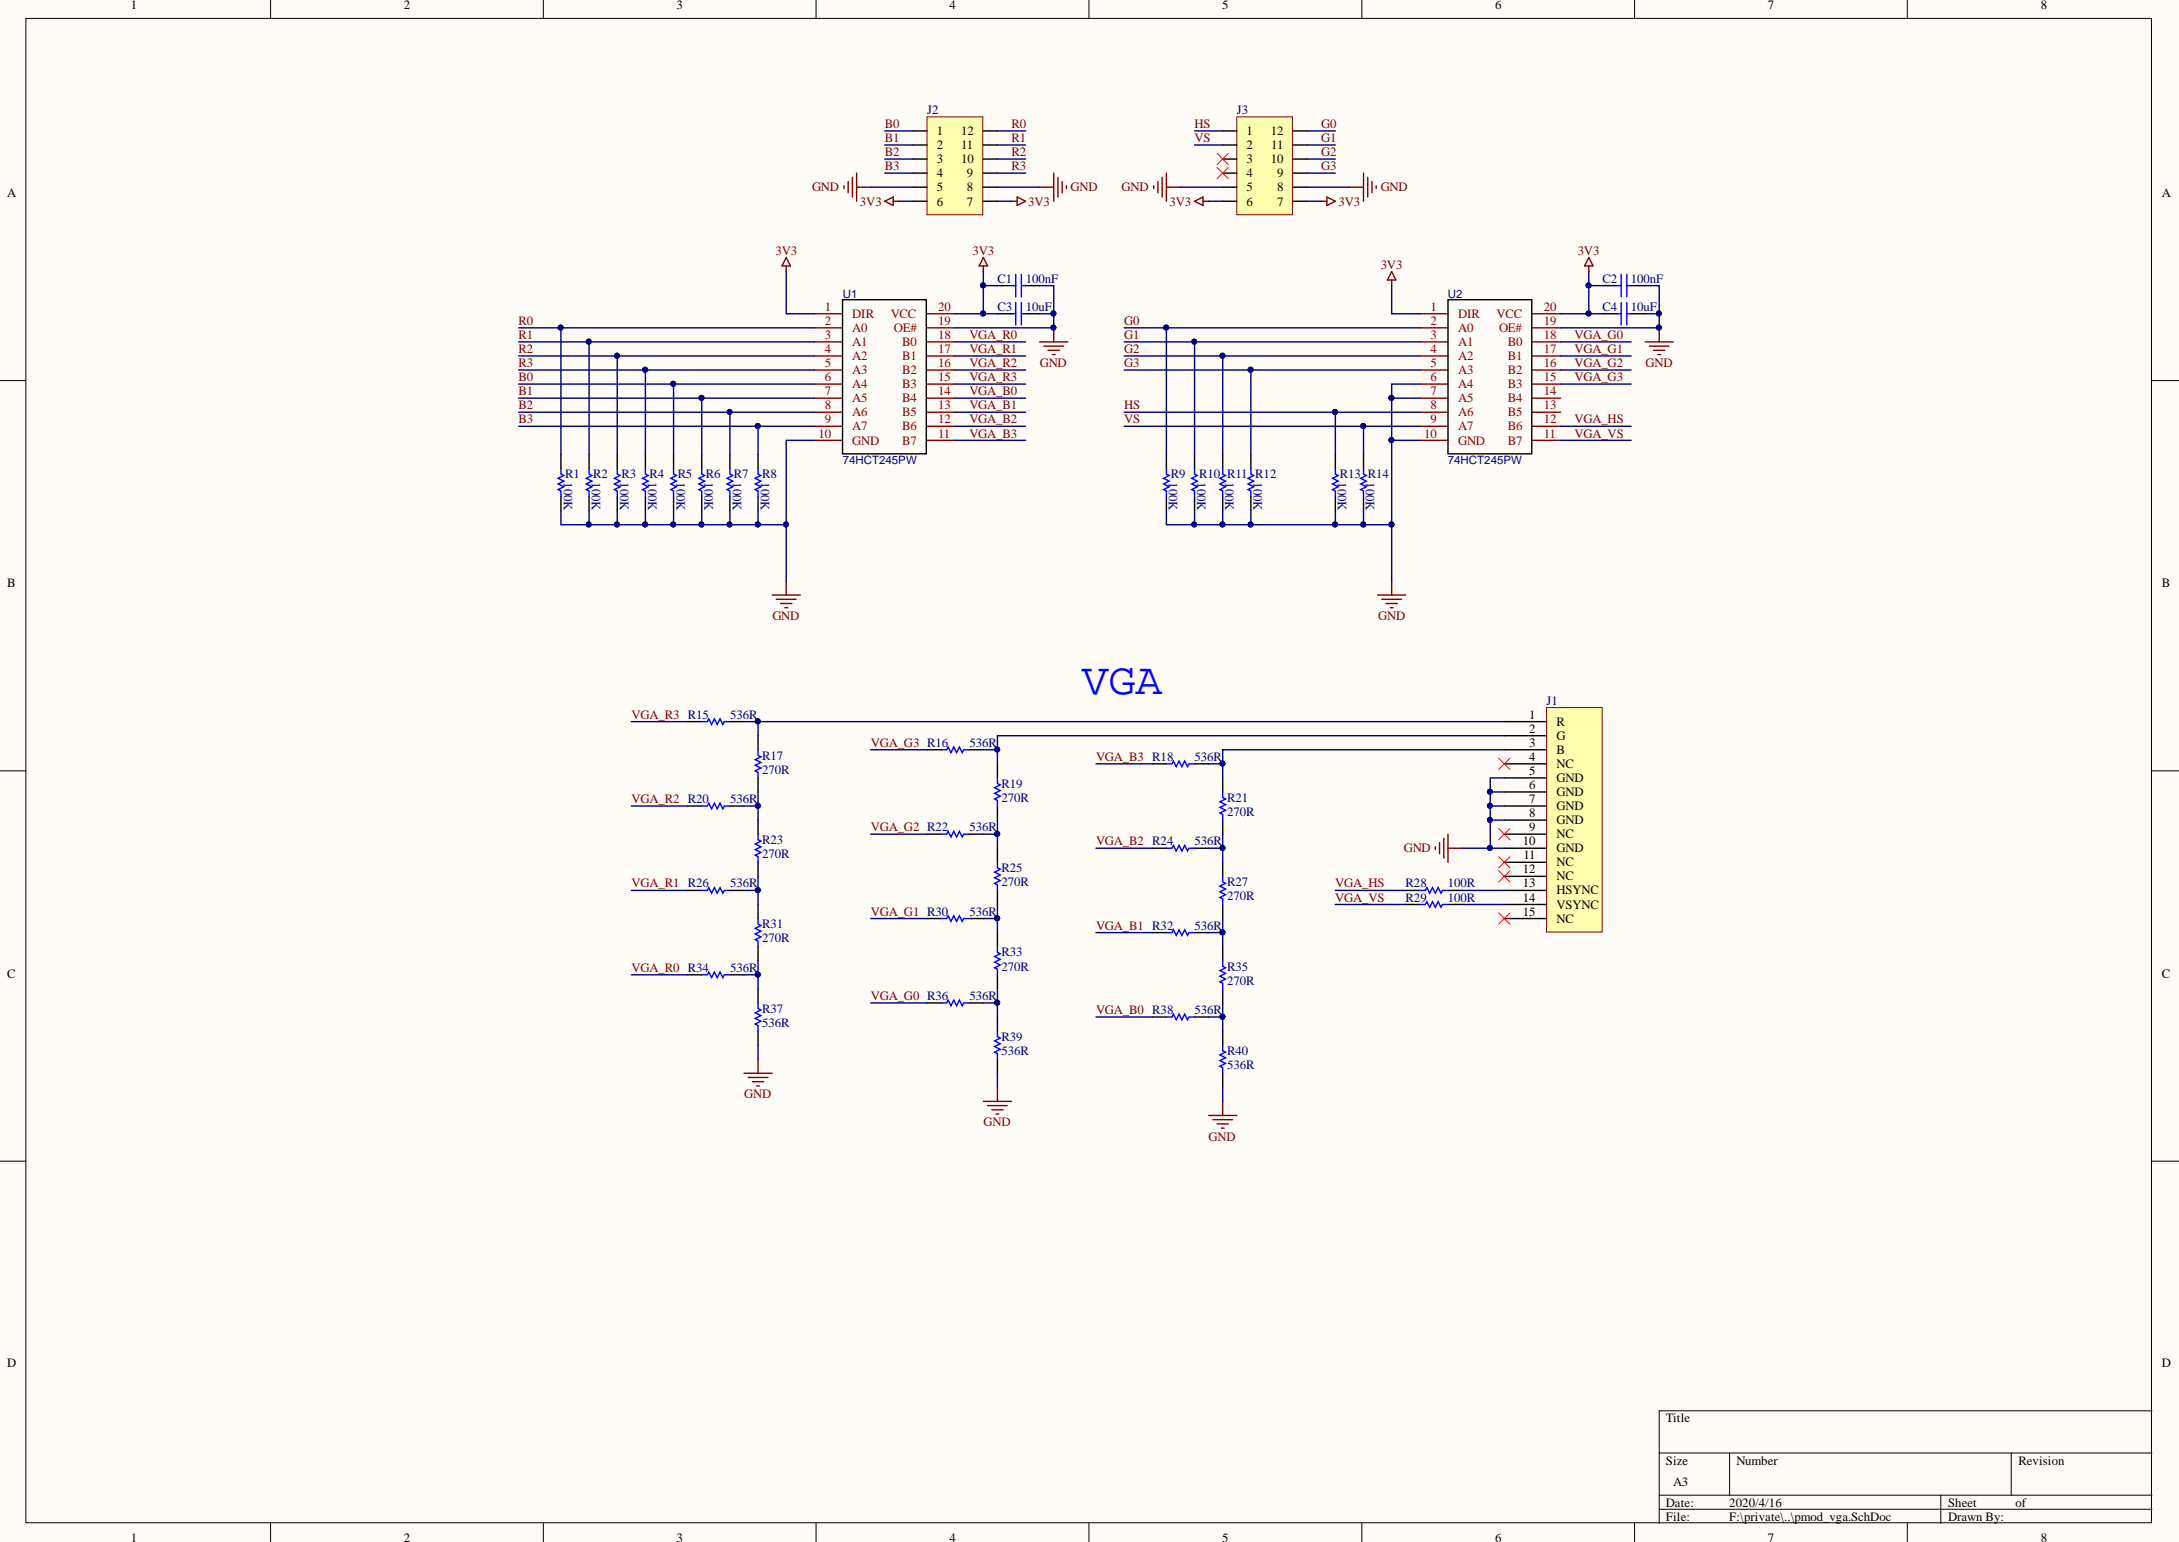 1 2 3 4 5 6 7 8
A A
J2
B0 1 12 R0
B1 2 11 R1
B2 3 10 R2
B3 4 9 R3
GND 5 8 GND
3V3 6 7 3V3
J3
HS 1 12 G0
VS 2 11 G1
3 10 G2
4 9 G3
GND 5 8 GND
3V3 6 7 3V3
3V3 3V3
C1 100nF
C3 10uF
U1
1 DIR VCC 20
R0 2 A0 OE# 19
R1 3 A1 B0 18 VGA_R0
R2 4 A2 B1 17 VGA_R1
R3 5 A3 B2 16 VGA_R2
B0 6 A4 B3 15 VGA_R3
B1 7 A5 B4 14 VGA_B0
B2 8 A6 B5 13 VGA_B1
B3 9 A7 B6 12 VGA_B2
10 GND B7 11 VGA_B3
74HCT245PW
GND
R1 R2 R3 R4 R5 R6 R7 R8
100K 100K 100K 100K 100K 100K 100K 100K
GND
3V3 3V3
C2 100nF
C4 10uF
U2
1 DIR VCC 20
G0 2 A0 OE# 19
G1 3 A1 B0 18 VGA_G0
G2 4 A2 B1 17 VGA_G1
G3 5 A3 B2 16 VGA_G2
6 A4 B3 15 VGA_G3
7 A5 B4 14
HS 8 A6 B5 13
VS 9 A7 B6 12 VGA_HS
10 GND B7 11 VGA_VS
74HCT245PW
GND
R9 R10 R11 R12 R13 R14
100K 100K 100K 100K 100K 100K
GND
B B
VGA
VGA_R3 R15 536R
R17
270R
VGA_R2 R20 536R
R23
270R
VGA_R1 R26 536R
R31
270R
VGA_R0 R34 536R
R37
536R
GND
VGA_G3 R16 536R
R19
270R
VGA_G2 R22 536R
R25
270R
VGA_G1 R30 536R
R33
270R
VGA_G0 R36 536R
R39
536R
GND
VGA_B3 R18 536R
R21
270R
VGA_B2 R24 536R
R27
270R
VGA_B1 R32 536R
R35
270R
VGA_B0 R38 536R
R40
536R
GND
J1
1 R
2 G
3 B
4 NC
5 GND
6 GND
7 GND
8 GND
9 NC
GND 10 GND
11 NC
12 NC
VGA_HS R28 100R 13 HSYNC
VGA_VS R29 100R 14 VSYNC
15 NC
C C
D D
Title
Size Number Revision
A3
Date: 2020/4/16 Sheet of
File: F:\private\..\pmod_vga.SchDoc Drawn By:
1 2 3 4 5 6 7 8